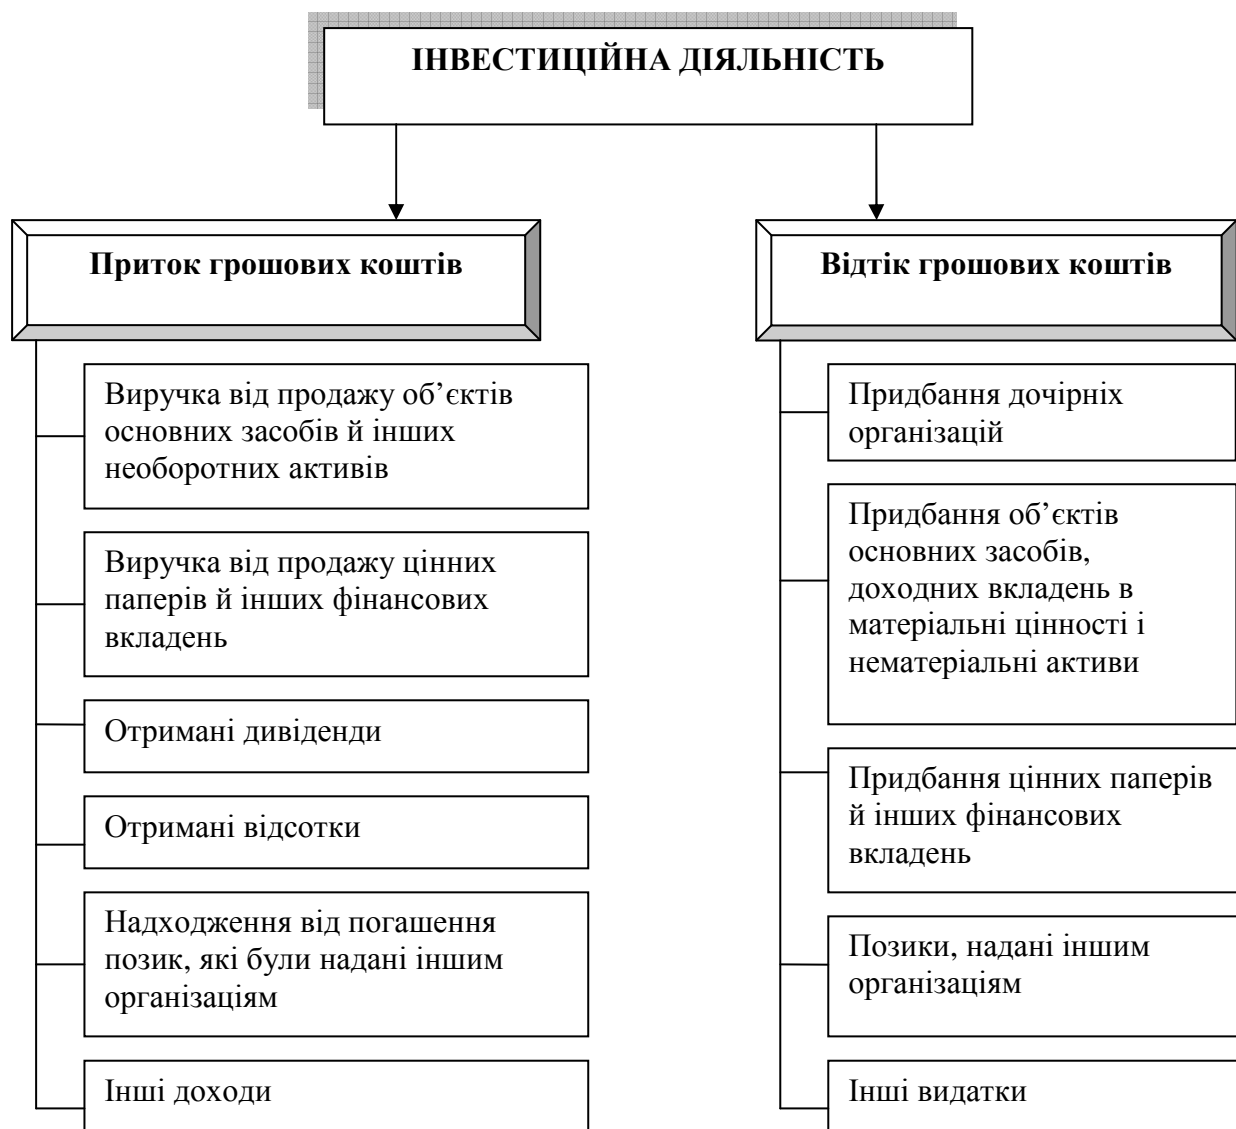 ІНВЕСТИЦІЙНА ДІЯЛЬНІСТЬ
Приток грошових коштів
Виручка від продажу об’єктів
основних засобів й інших
необоротних активів
Виручка від продажу цінних
паперів й інших фінансових
вкладень
Отримані дивіденди
Отримані відсотки
Надходження від погашення
позик, які були надані іншим
організаціям
Інші доходи
Відтік грошових коштів
Придбання дочірніх
організацій
Придбання об’єктів
основних засобів,
доходних вкладень в
матеріальні цінності і
нематеріальні активи
Придбання цінних паперів
й інших фінансових
вкладень
Позики, надані іншим
організаціям
Інші видатки